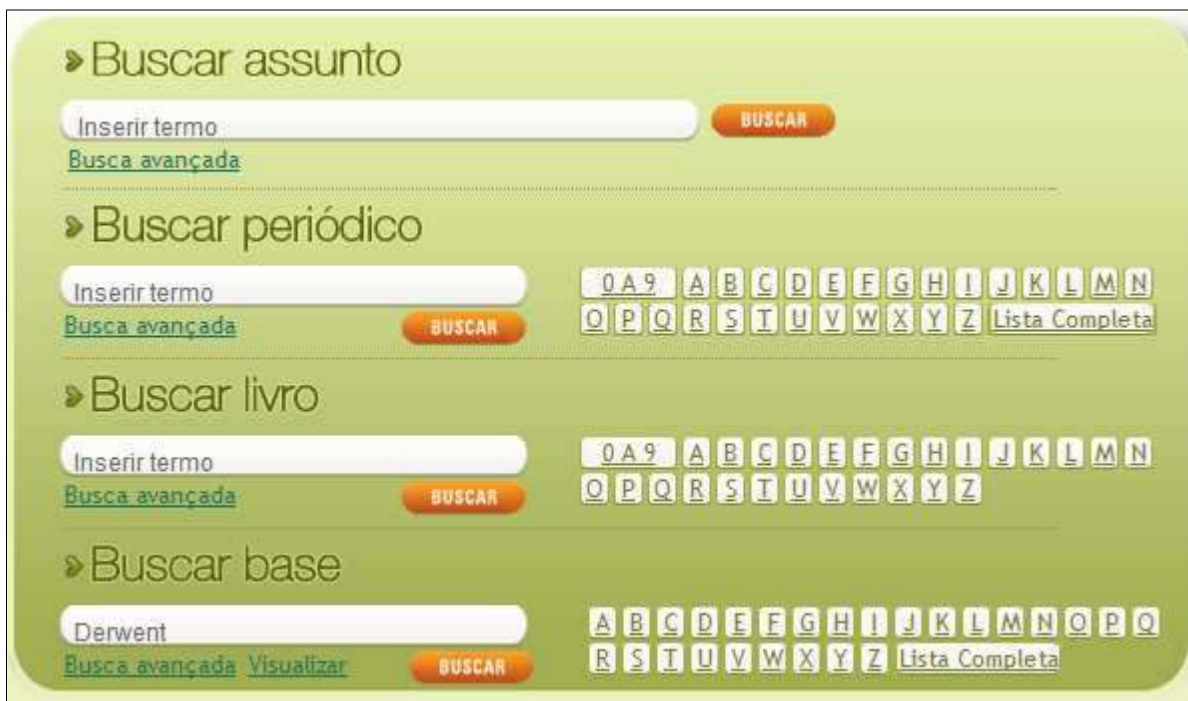 Buscar assunto
Inserir termo BUSCAR
Busca avançada
Buscar periódico
Inserir termo 0 A 9 A B C D E F G H I J K L M N
Busca avançada BUSCAR O P Q R S T U V W X Y Z Lista Completa
Buscar livro
Inserir termo 0 A 9 A B C D E F G H I J K L M N
Busca avançada BUSCAR O P Q R S T U V W X Y Z
Buscar base
Derwent A B C D E F G H I J K L M N O P Q
Busca avançada Visualizar BUSCAR R S T U V W X Y Z Lista Completa